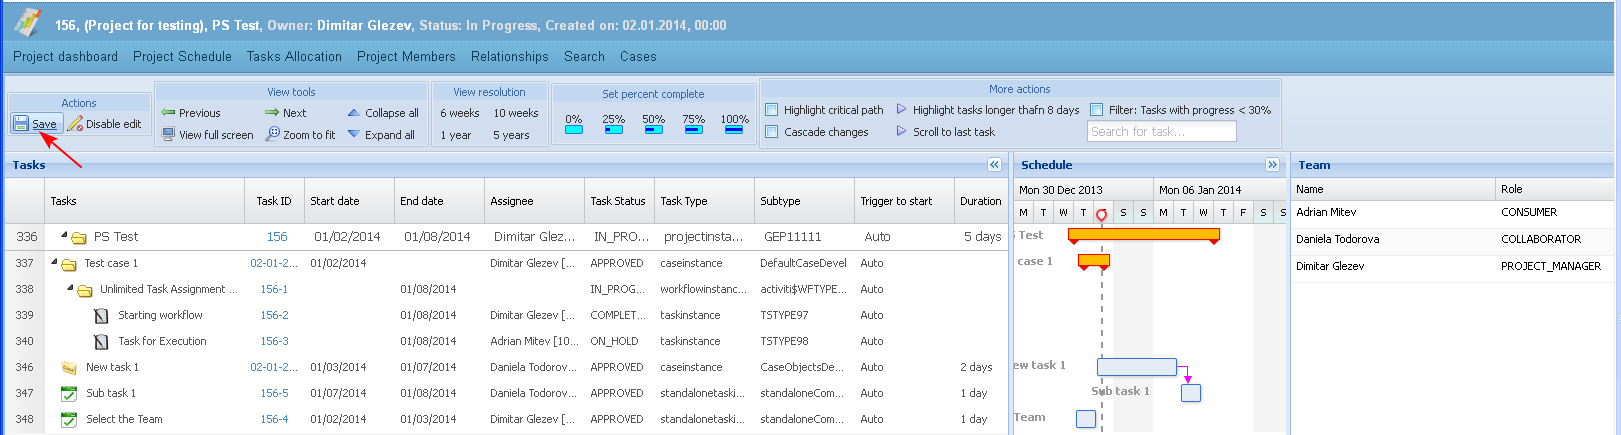 156, (Project for testing), PS Test, Owner: Dimitar Glezev, Status: In Progress, Created on: 02.01.2014, 00:00
Project dashboard Project Schedule Tasks Allocation Project Members Relationships Search Cases
Actions
Save Disable edit
View tools
Previous Next Collapse all
View full screen Zoom to fit Expand all
View resolution
6 weeks 10 weeks
1 year 5 years
Set percent complete
0% 25% 50% 75% 100%
More actions
Highlight critical path Highlight tasks longer thafn 8 days Filter: Tasks with progress < 30%
Cascade changes Scroll to last task Search for task...
Tasks
Tasks Task ID Start date End date Assignee Task Status Task Type Subtype Trigger to start Duration
336 PS Test 156 01/02/2014 01/08/2014 Dimitar Glez... IN_PRO... projectinsta... GEP11111 Auto 5 days
337 Test case 1 02-01-2... 01/02/2014 Dimitar Glezev [... APPROVED caseinstance DefaultCaseDevel Auto
338 Unlimited Task Assignment ... 156-1 01/08/2014 IN_PROG... workflowinstanc... activiti$WFTYPE... Auto
339 Starting workflow 156-2 01/08/2014 Dimitar Glezev [... COMPLET... taskinstance TSTYPE97 Auto
340 Task for Execution 156-3 01/08/2014 Adrian Mitev [10... ON_HOLD taskinstance TSTYPE98 Auto
346 New task 1 02-01-2... 01/03/2014 01/07/2014 Daniela Todorov... APPROVED caseinstance CaseObjectsDe... Auto 2 days
347 Sub task 1 156-5 01/07/2014 01/08/2014 Daniela Todorov... APPROVED standalonetaski... standaloneCom... Auto 1 day
348 Select the Team 156-4 01/02/2014 01/03/2014 Dimitar Glezev [... APPROVED standalonetaski... standaloneCom... Auto 1 day
Schedule
Mon 30 Dec 2013 Mon 06 Jan 2014
M T W T S S M T W T F S S
Test
case 1
ew task 1
Sub task 1
Team
Team
Name Role
Adrian Mitev CONSUMER
Daniela Todorova COLLABORATOR
Dimitar Glezev PROJECT_MANAGER